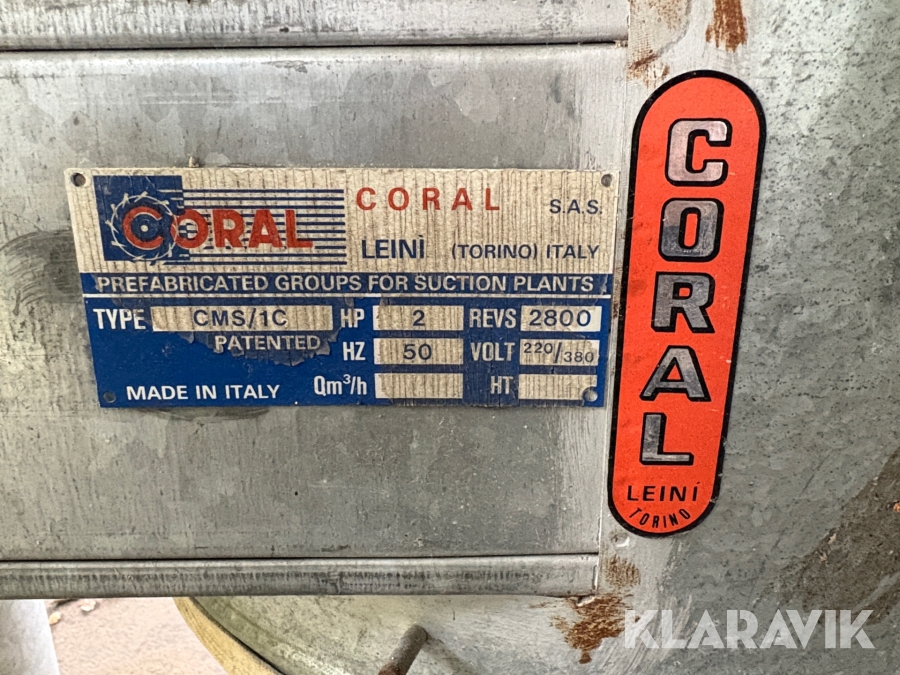 CORAL
CORAL S.A.S.
LEINÌ (TORINO) ITALY
PREFABRICATED GROUPS FOR SUCTION PLANTS
TYPE CMS/1C HP 2 REVS 2800
PATENTED
HZ 50 VOLT 220/380
MADE IN ITALY Qm³/h HT
CORAL
LEINÍ
TORINO
KLARAVIK